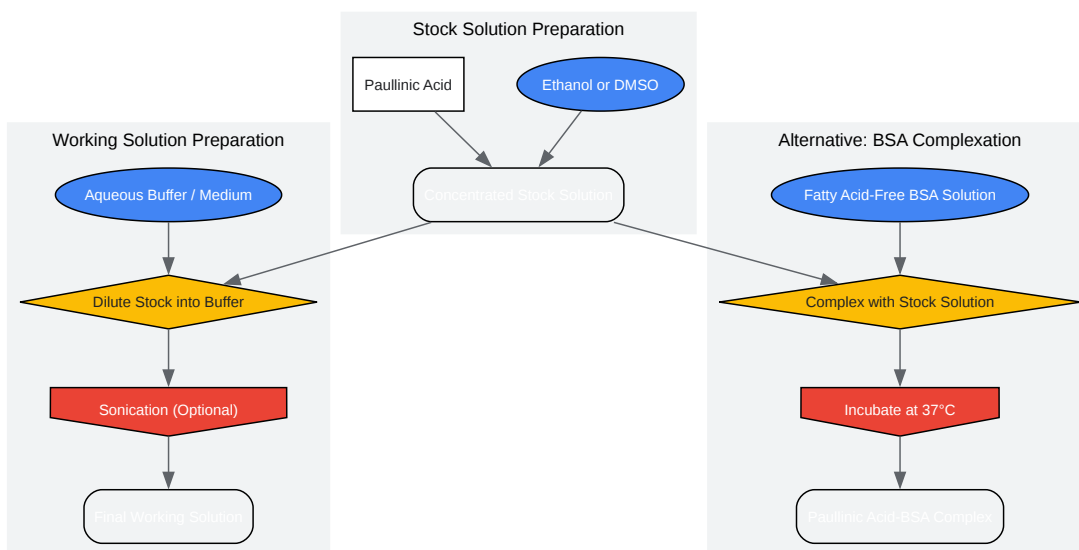 Stock Solution Preparation
Paullinic Acid
Ethanol or DMSO
Concentrated Stock Solution
Working Solution Preparation
Aqueous Buffer / Medium
Dilute Stock into Buffer
Sonication (Optional)
Final Working Solution
Alternative: BSA Complexation
Fatty Acid-Free BSA Solution
Complex with Stock Solution
Incubate at 37°C
Paullinic Acid-BSA Complex